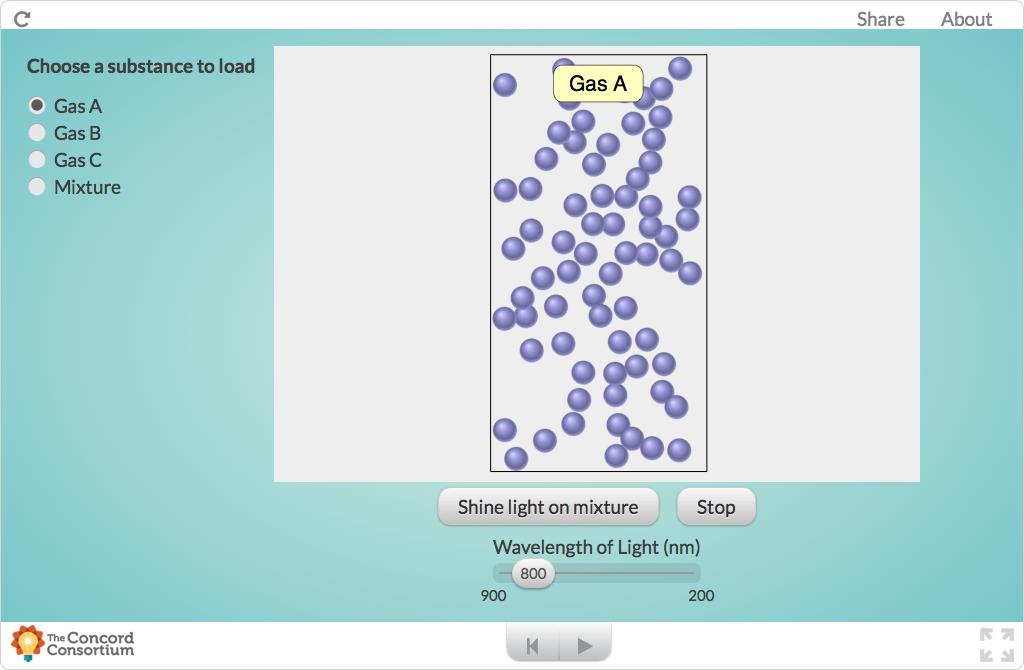 Share About
Choose a substance to load
Gas A
Gas B
Gas C
Mixture
Gas A
Shine light on mixture Stop
Wavelength of Light (nm)
800
900 200
The Concord
Consortium